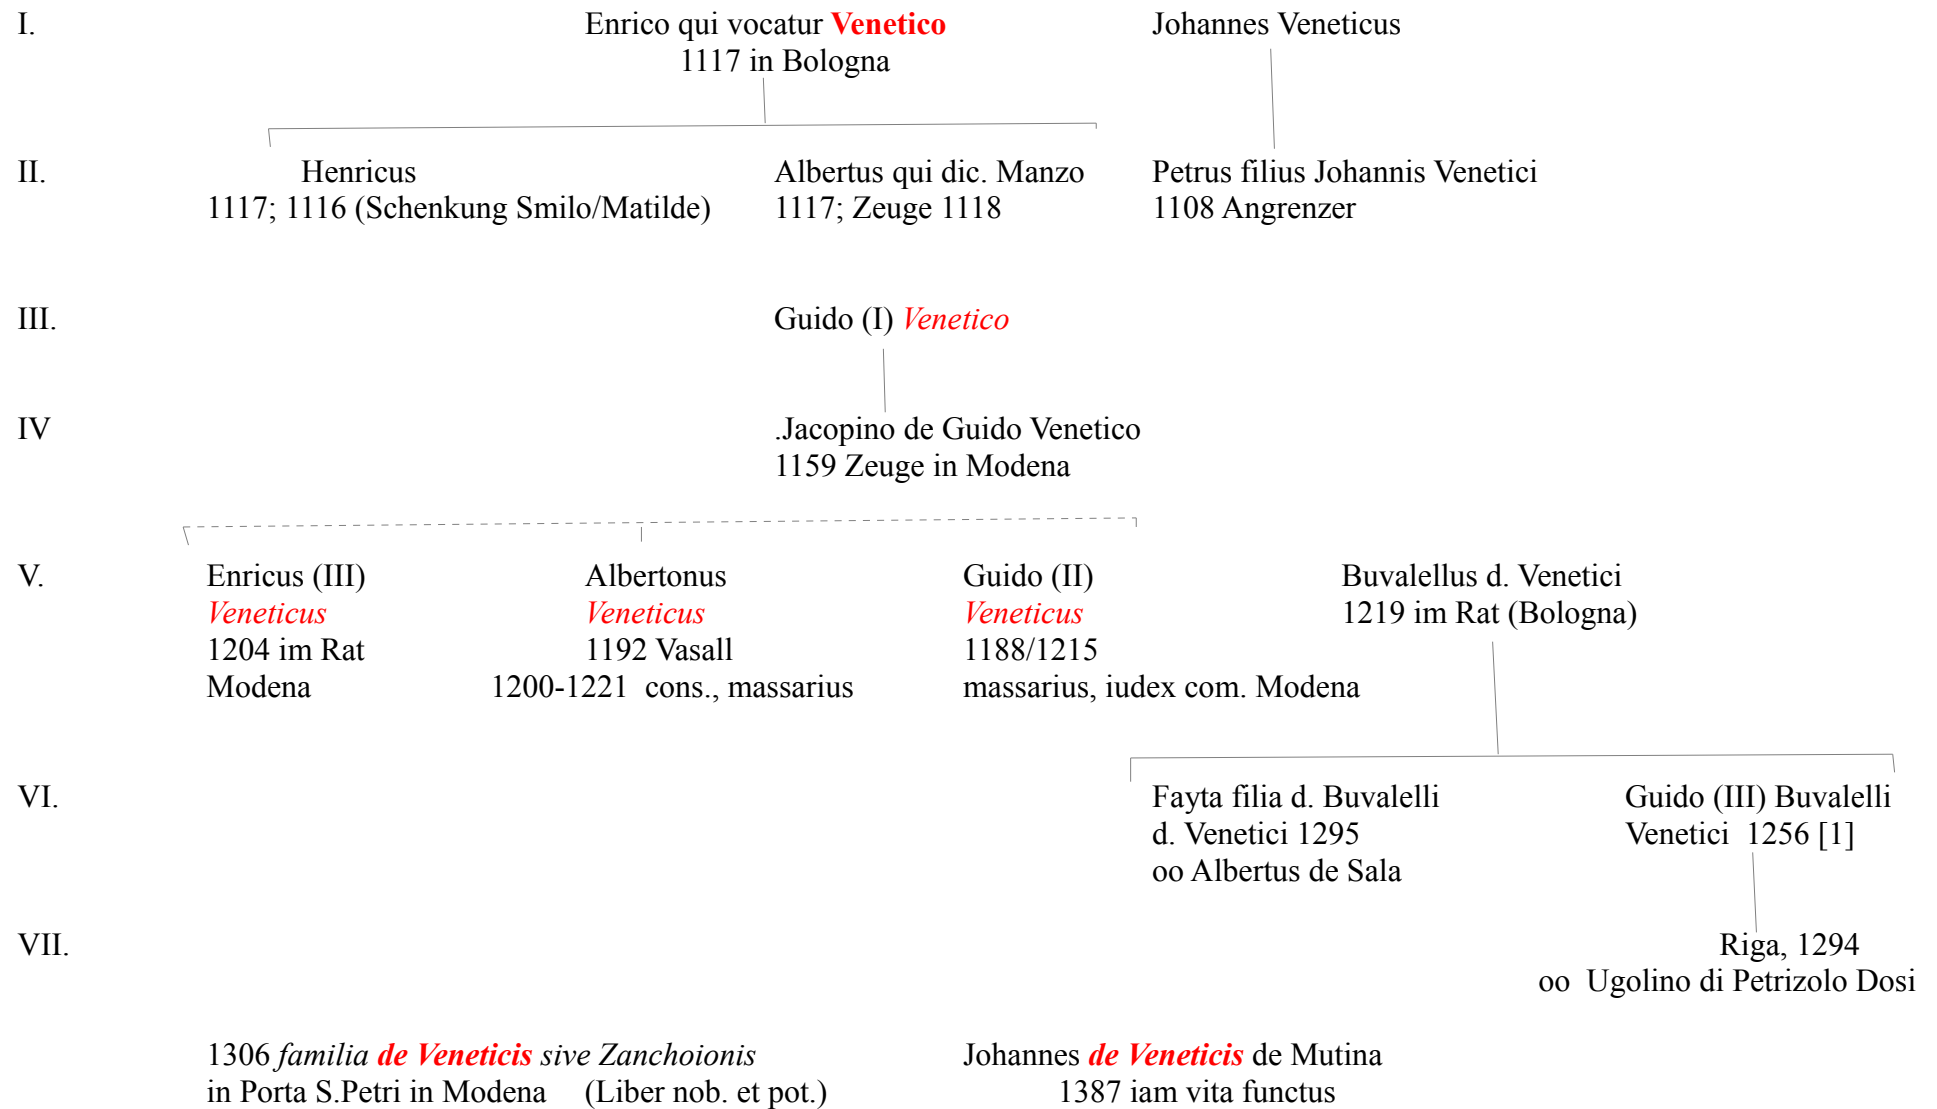 I. Enrico qui vocatur Venetico Johannes Veneticus
1117 in Bologna
II. Henricus Albertus qui dic. Manzo Petrus filius Johannis Venetici
1117; 1116 (Schenkung Smilo/Matilde) 1117; Zeuge 1118 1108 Angrenzer
III. Guido (I) Venetico
IV .Jacopino de Guido Venetico
1159 Zeuge in Modena
V. Enricus (III) Albertonus Guido (II) Buvalellus d. Venetici
Veneticus Veneticus Veneticus 1219 im Rat (Bologna)
1204 im Rat 1192 Vasall 1188/1215
Modena 1200-1221 cons., massarius massarius, iudex com. Modena
VI. Fayta filia d. Buvalelli Guido (III) Buvalelli
d. Venetici 1295 Venetici 1256 [1]
oo Albertus de Sala
VII. Riga, 1294
oo Ugolino di Petrizolo Dosi
1306 familia de Veneticis sive Zanchoionis Johannes de Veneticis de Mutina
in Porta S.Petri in Modena (Liber nob. et pot.) 1387 iam vita functus